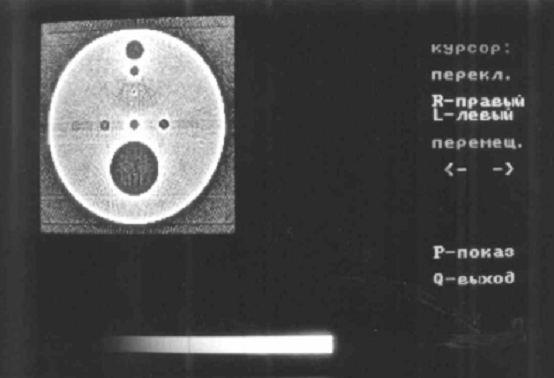 курсор:
перекл.
R-правый
L-левый
перемещ.
<-  ->
P-показ
Q-выход